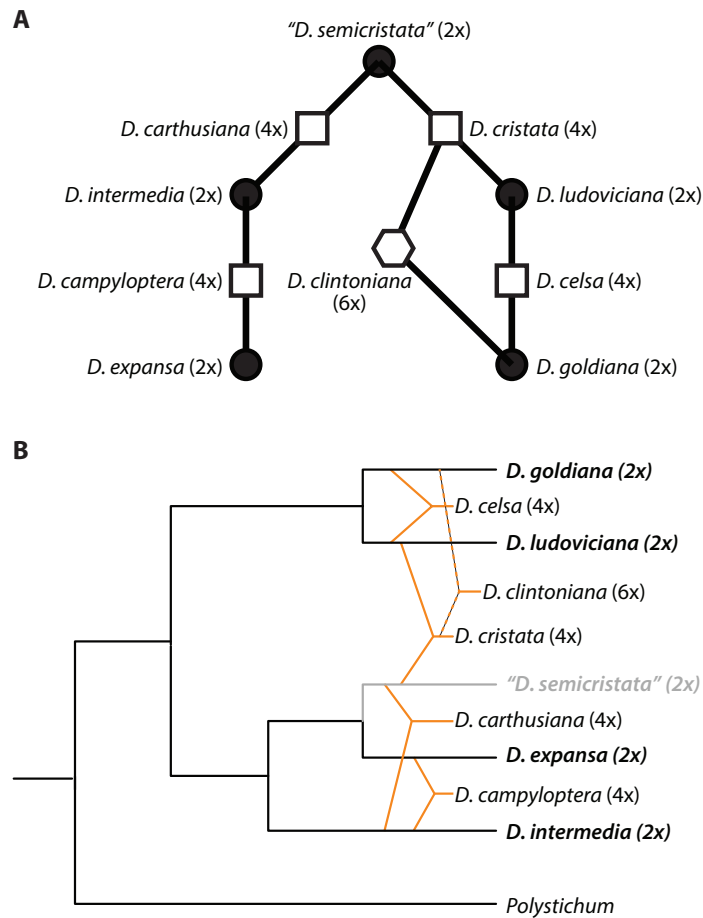 A
“D. semicristata” (2x)
D. carthusiana (4x)
D. cristata (4x)
D. intermedia (2x)
D. ludoviciana (2x)
D. campyloptera (4x)
D. clintoniana
(6x)
D. celsa (4x)
D. expansa (2x)
D. goldiana (2x)
B
D. goldiana (2x)
D. celsa (4x)
D. ludoviciana (2x)
D. clintoniana (6x)
D. cristata (4x)
“D. semicristata” (2x)
D. carthusiana (4x)
D. expansa (2x)
D. campyloptera (4x)
D. intermedia (2x)
Polystichum